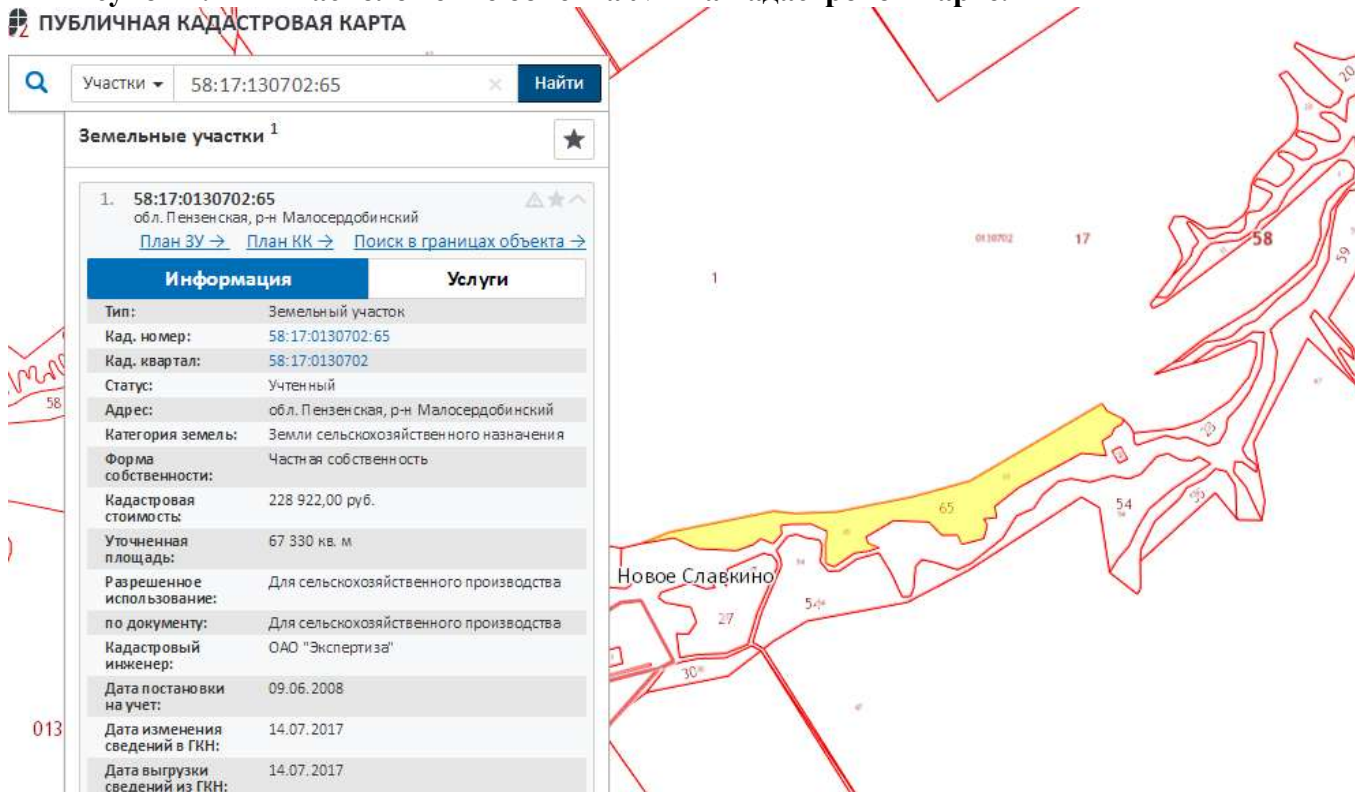 ПУБЛИЧНАЯ КАДАСТРОВАЯ КАРТА
Участки 58:17:130702:65 Найти
Земельные участки 1
1. 58:17:0130702:65
обл. Пензенская, р-н Малосердобинский
План ЗУ → План КК → Поиск в границах объекта →
Информация Услуги
Тип: Земельный участок
Кад. номер: 58:17:0130702:65
Кад. квартал: 58:17:0130702
Статус: Учтенный
Адрес: обл. Пензенская, р-н Малосердобинский
Категория земель: Земли сельскохозяйственного назначения
Форма Частная собственность
собственности:
Кадастровая 228 922,00 руб.
стоимость:
Уточненная 67 330 кв. м
площадь:
Разрешенное Для сельскохозяйственного производства
использование:
по документу: Для сельскохозяйственного производства
Кадастровый ОАО "Экспертиза"
инженер:
Дата постановки 09.06.2008
на учет:
Дата изменения 14.07.2017
сведений в ГКН:
Дата выгрузки 14.07.2017
сведений из ГКН:
58
013
20
0130702
17
58
59
1
65
54
Новое Славкино
54
27
30